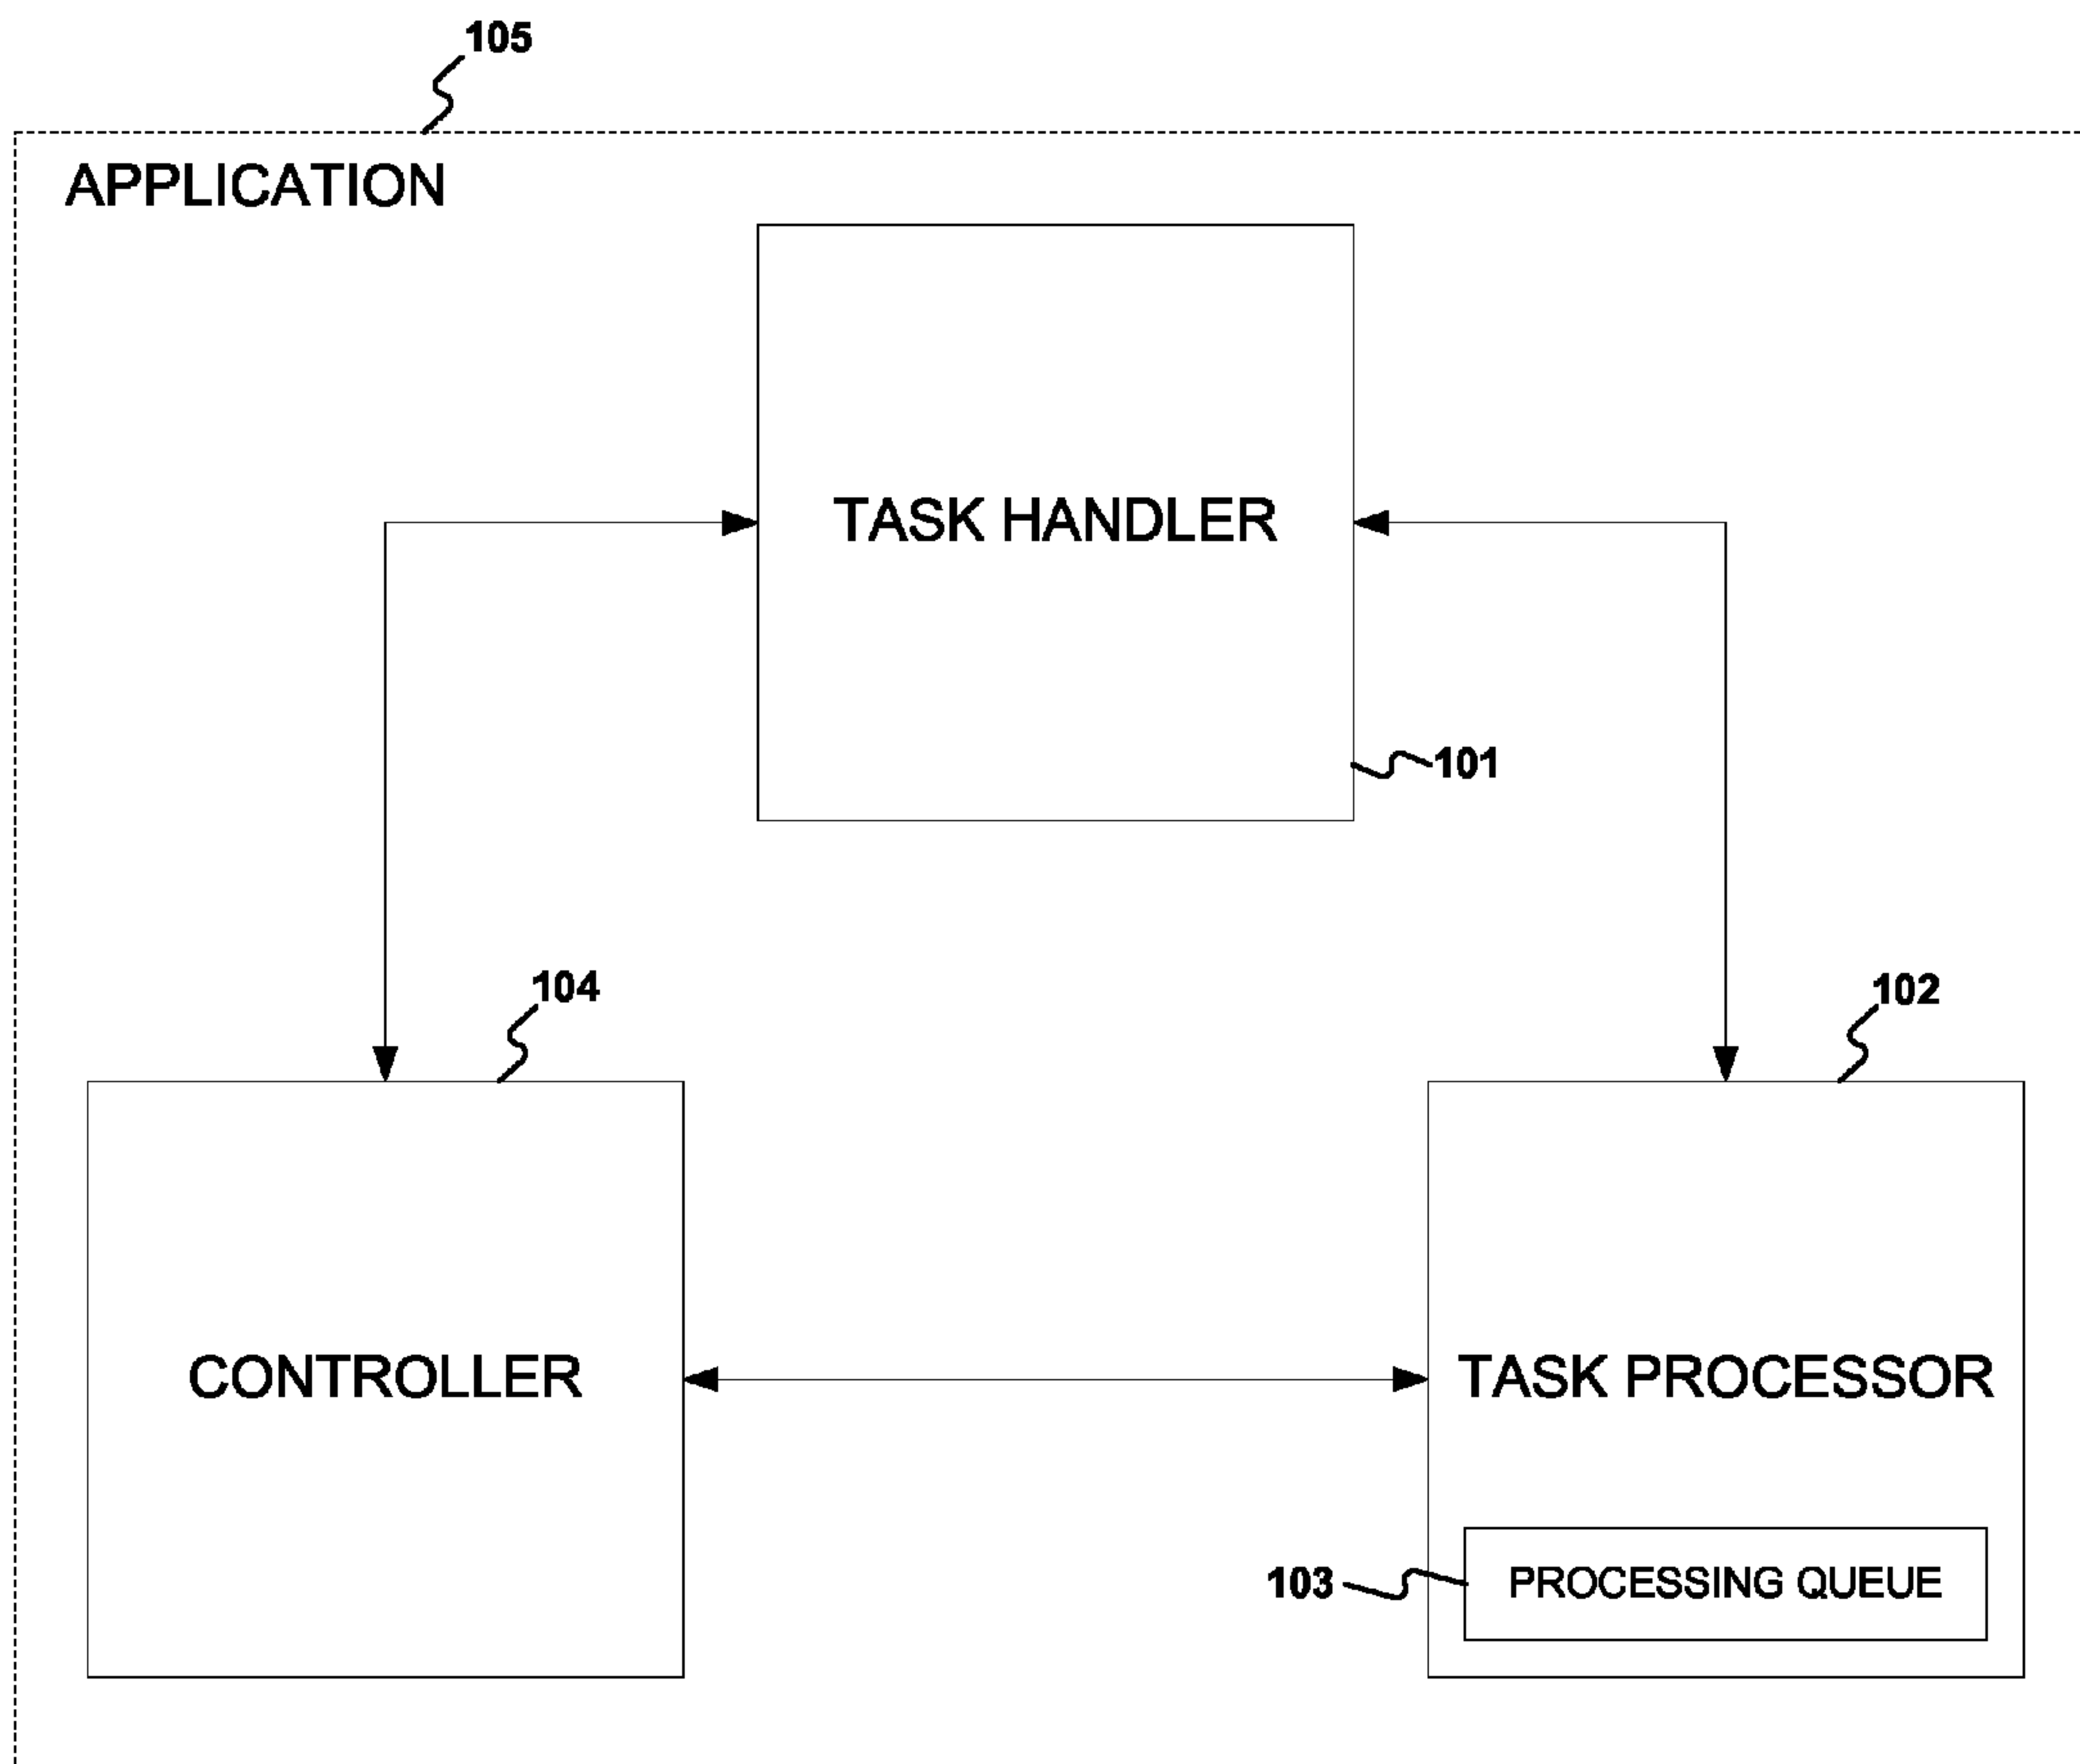 105
APPLICATION
TASK HANDLER
101
104
102
CONTROLLER
TASK PROCESSOR
103
PROCESSING QUEUE